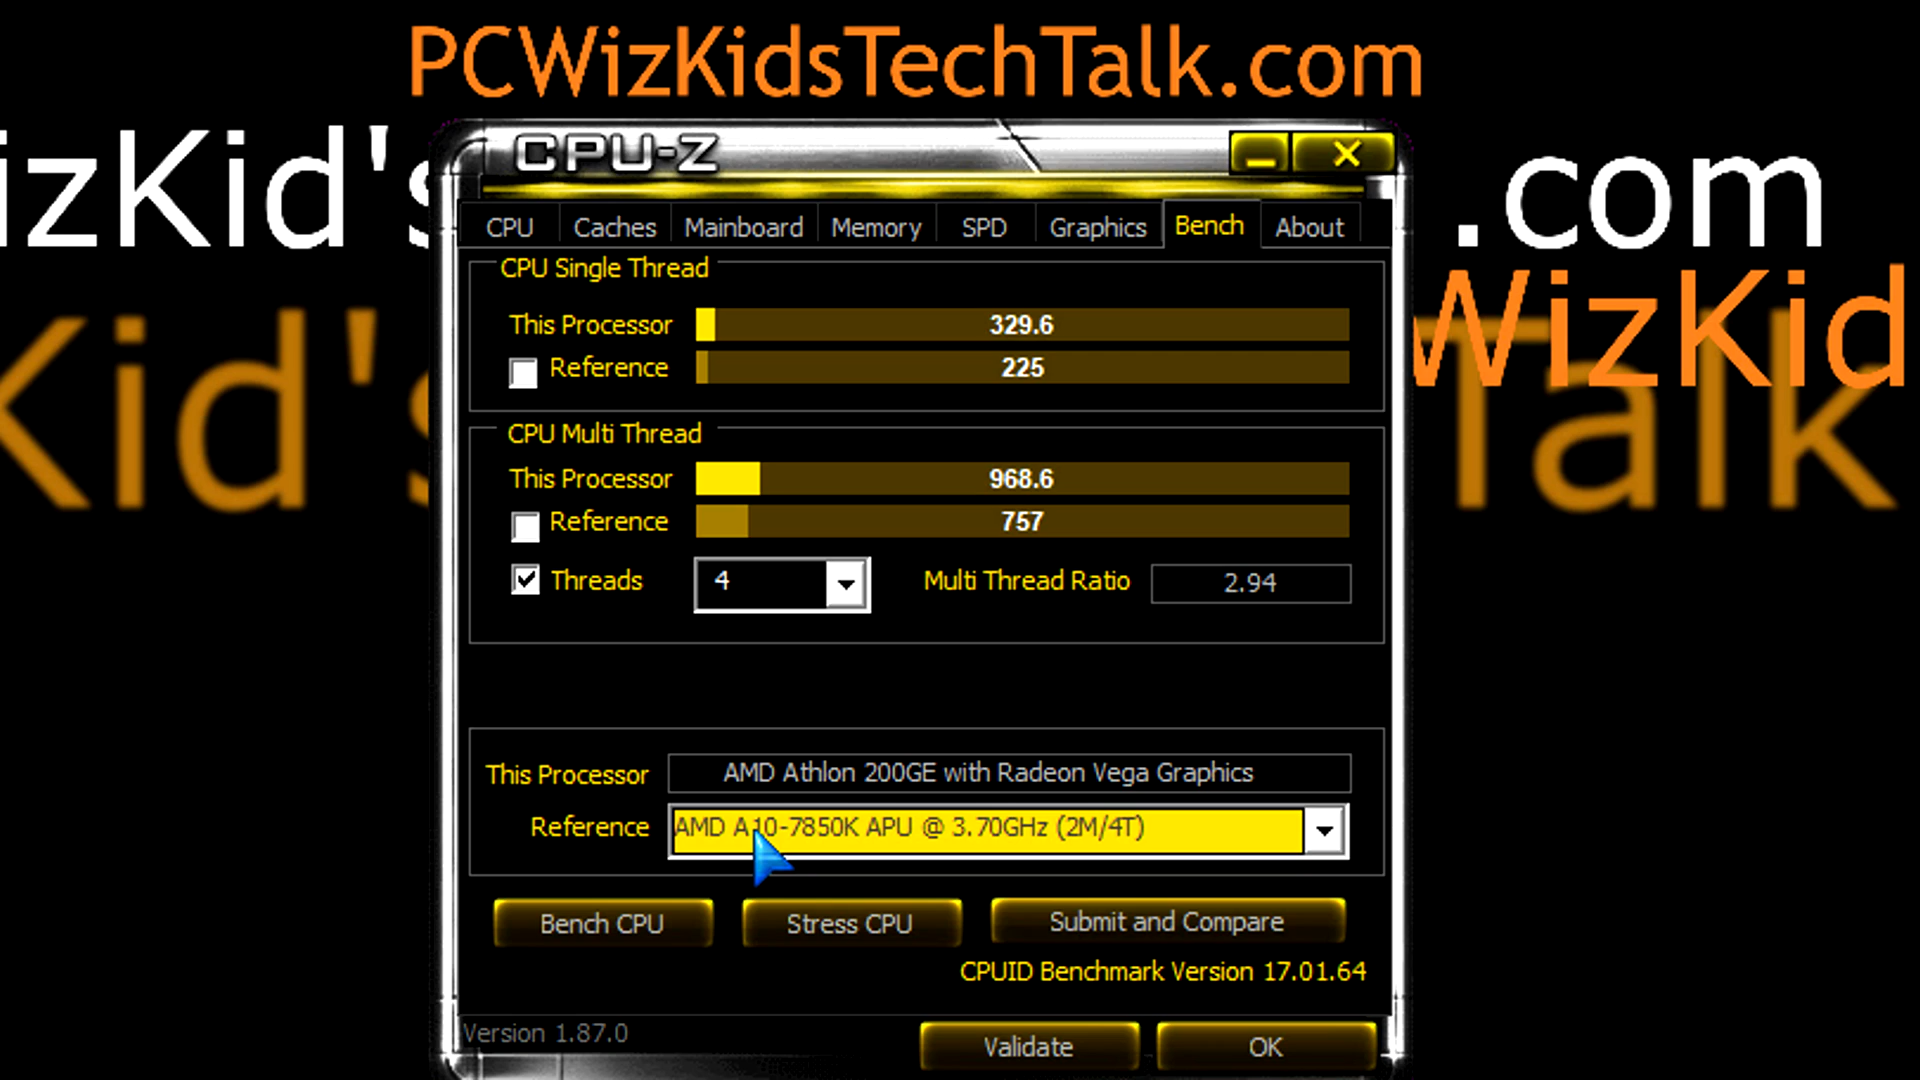 PCWizKidsTechTalk.com
izKid's
.com
WizKid
Kid's
Talk
CPU-Z
CPU Caches Mainboard Memory SPD Graphics Bench About
CPU Single Thread
This Processor 329.6
Reference 225
CPU Multi Thread
This Processor 968.6
Reference 757
Threads 4 Multi Thread Ratio 2.94
This Processor AMD Athlon 200GE with Radeon Vega Graphics
Reference AMD A10-7850K APU @ 3.70GHz (2M/4T)
Bench CPU Stress CPU Submit and Compare
CPUID Benchmark Version 17.01.64
Version 1.87.0
Validate OK